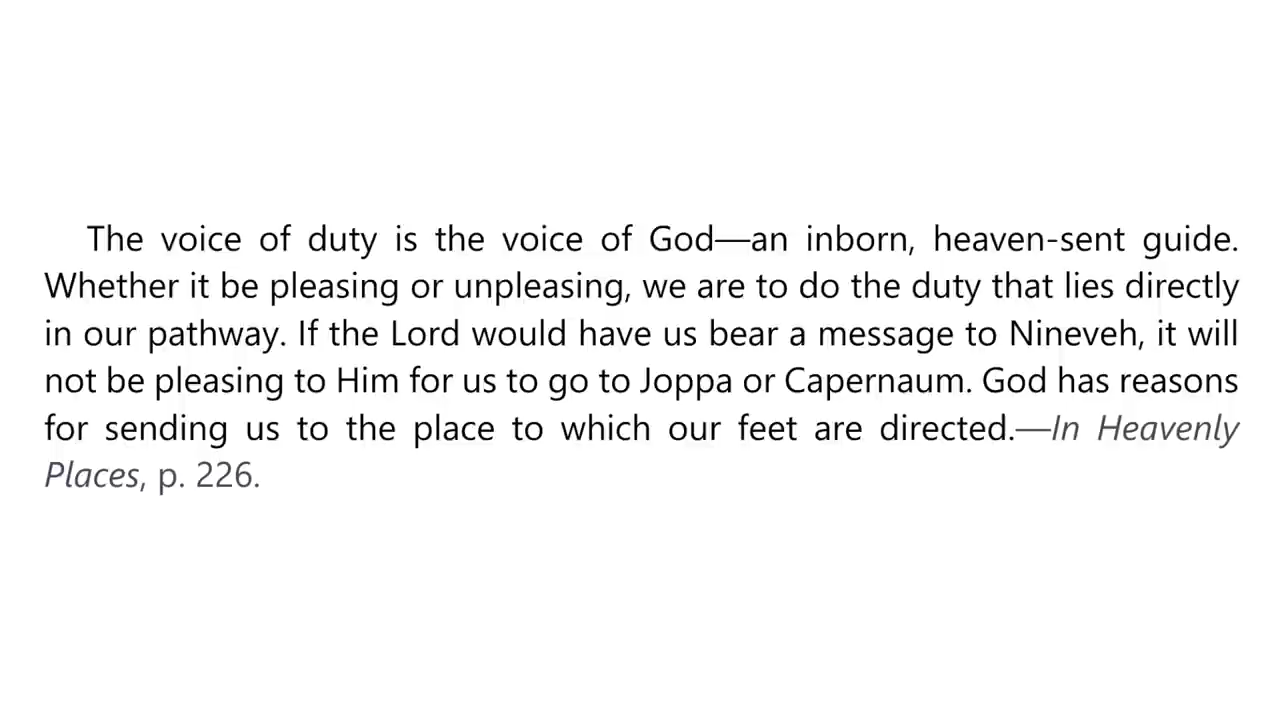 The voice of duty is the voice of God—an inborn, heaven-sent guide.
Whether it be pleasing or unpleasing, we are to do the duty that lies directly
in our pathway. If the Lord would have us bear a message to Nineveh, it will
not be pleasing to Him for us to go to Joppa or Capernaum. God has reasons
for sending us to the place to which our feet are directed.—In Heavenly
Places, p. 226.